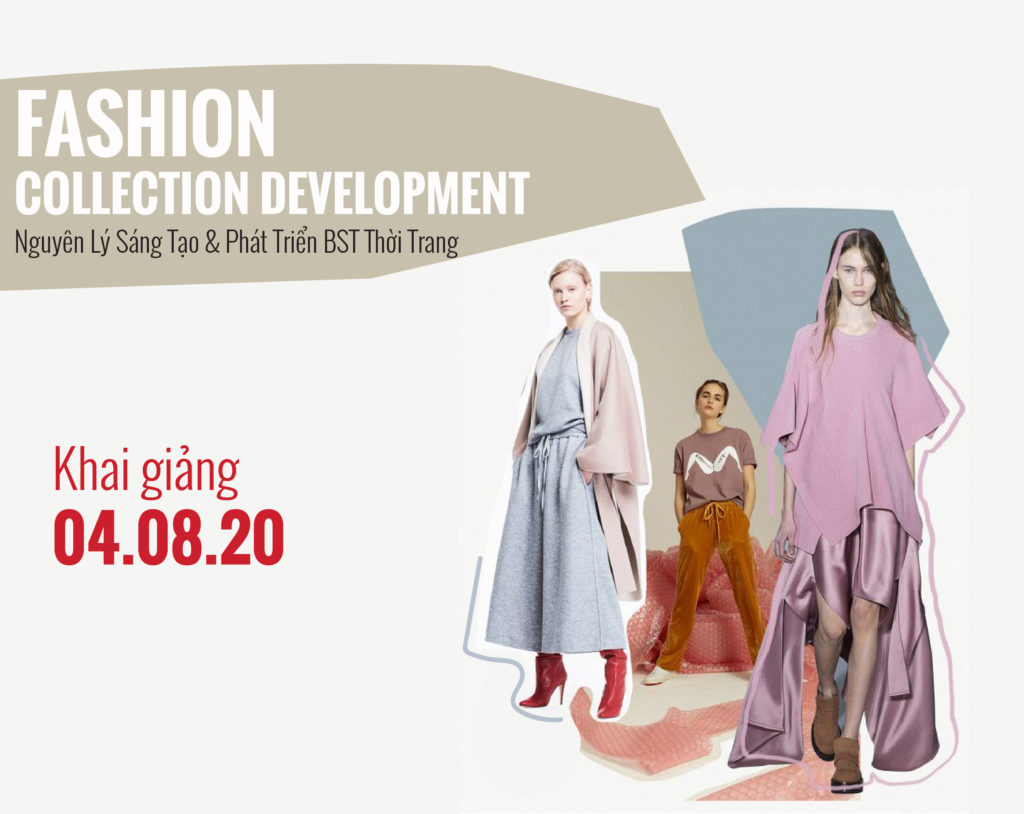 FASHION
COLLECTION DEVELOPMENT
Nguyên Lý Sáng Tạo & Phát Triển BST Thời Trang
Khai giảng
04.08.20